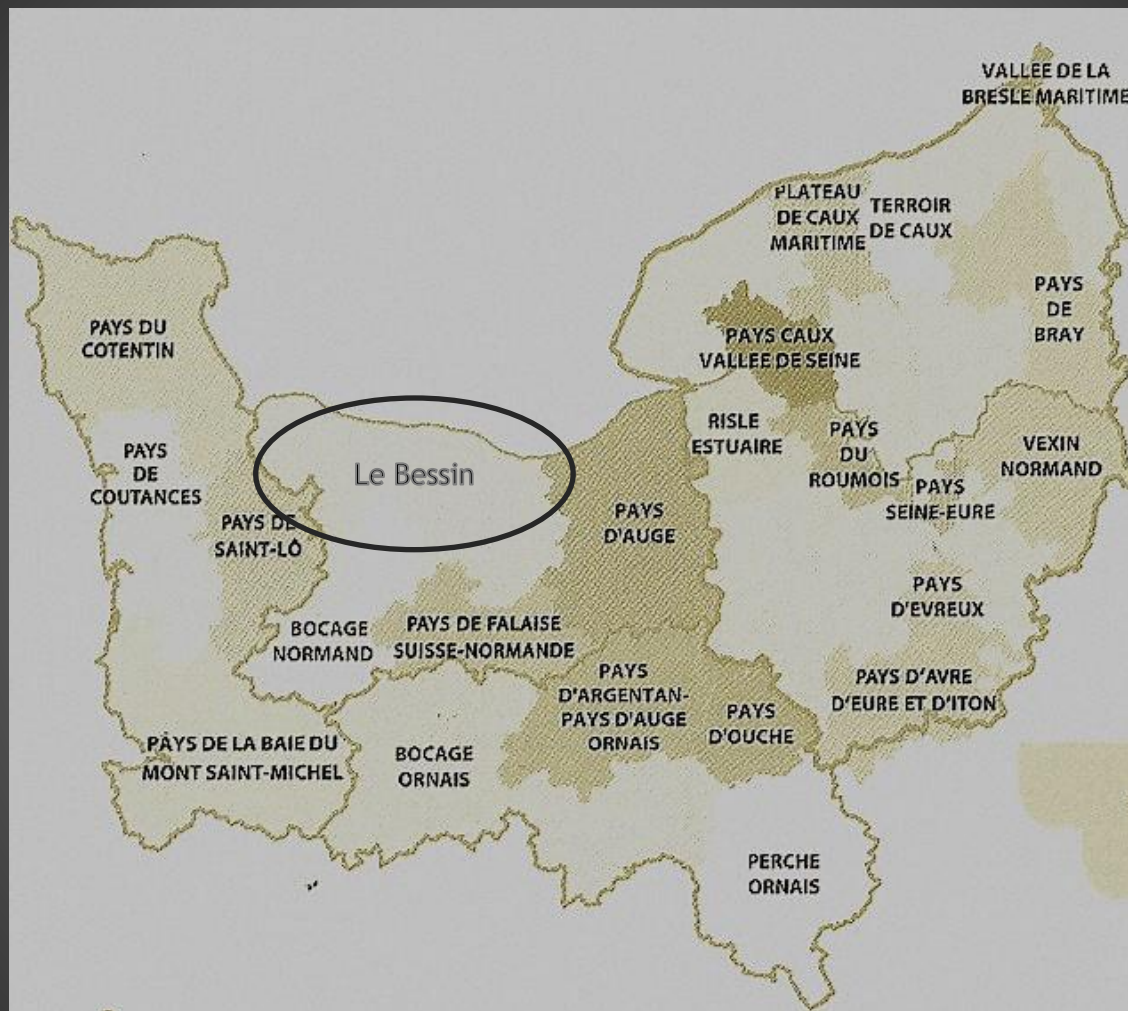 VALLEE DE LA
BRESLE MARITIME
PLATEAU
DE CAUX
MARITIME
TERROIR
DE CAUX
PAYS
DE
BRAY
PAYS DU
COTENTIN
PAYS CAUX
VALLEE DE SEINE
RISLE
ESTUAIRE
PAYS
DU
ROUMOIS
VEXIN
NORMAND
PAYS
DE
COUTANCES
Le Bessin
PAYS
SEINE-EURE
PAYS DE
SAINT-LÔ
PAYS
D'AUGE
PAYS
D'EVREUX
BOCAGE
NORMAND
PAYS DE FALAISE
SUISSE-NORMANDE
PAYS
D'ARGENTAN-
PAYS D'AUGE
ORNAIS
PAYS
D'OUCHE
PAYS D'AVRE
D'EURE ET D'ITON
PAYS DE LA BAIE DU
MONT SAINT-MICHEL
BOCAGE
ORNAIS
PERCHE
ORNAIS